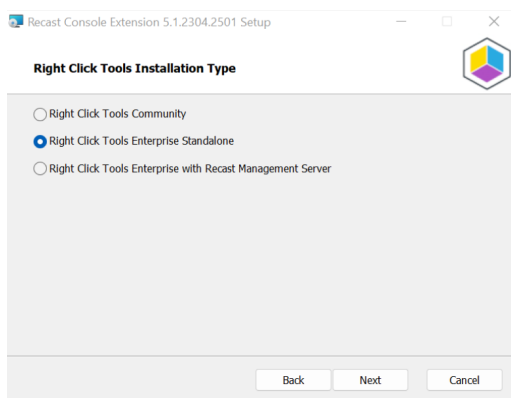 Recast Console Extension 5.1.2304.2501 Setup
Right Click Tools Installation Type
Right Click Tools Community
Right Click Tools Enterprise Standalone
Right Click Tools Enterprise with Recast Management Server
Back Next Cancel